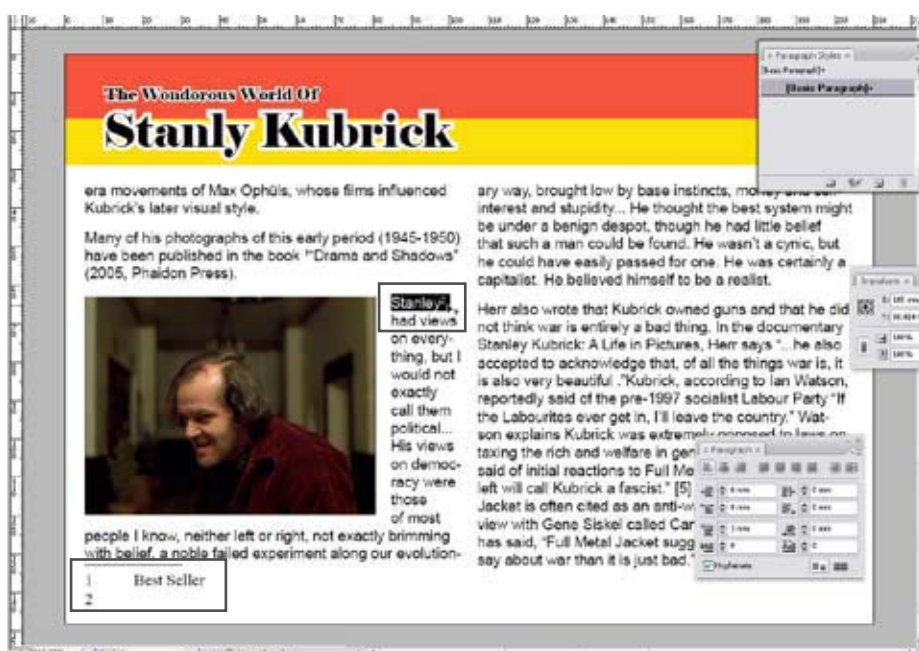 Paragraph Styles
[Basic Paragraph]+
[Basic Paragraph]+
The Wondorous World Of
Stanly Kubrick
era movements of Max Ophüls, whose films influenced
Kubrick's later visual style.
Many of his photographs of this early period (1945-1950)
have been published in the book "Drama and Shadows"
(2005, Phaidon Press).
Stanley²,
had views
on every-
thing, but I
would not
exactly
call them
political...
His views
on democ-
racy were
those
of most
people I know, neither left or right, not exactly brimming
with belief, a noble failed experiment along our evolution-
1 Best Seller
2
ary way, brought low by base instincts, money and self-
interest and stupidity... He thought the best system might
be under a benign despot, though he had little belief
that such a man could be found. He wasn't a cynic, but
he could have easily passed for one. He was certainly a
capitalist. He believed himself to be a realist.
Herr also wrote that Kubrick owned guns and that he did
not think war is entirely a bad thing. In the documentary
Stanley Kubrick: A Life in Pictures, Herr says "...he also
accepted to acknowledge that, of all the things war is, it
is also very beautiful ."Kubrick, according to Ian Watson,
reportedly said of the pre-1997 socialist Labour Party "If
the Labourites ever get in, I'll leave the country." Wat-
son explains Kubrick was extremely opposed to laws on
taxing the rich and welfare in gen
said of initial reactions to Full Me
left will call Kubrick a fascist." [5]
Jacket is often cited as an anti-w
view with Gene Siskel called Car
has said, "Full Metal Jacket sugg
say about war than it is just bad."
Transform
100%
100%
Paragraph
Hyphenate